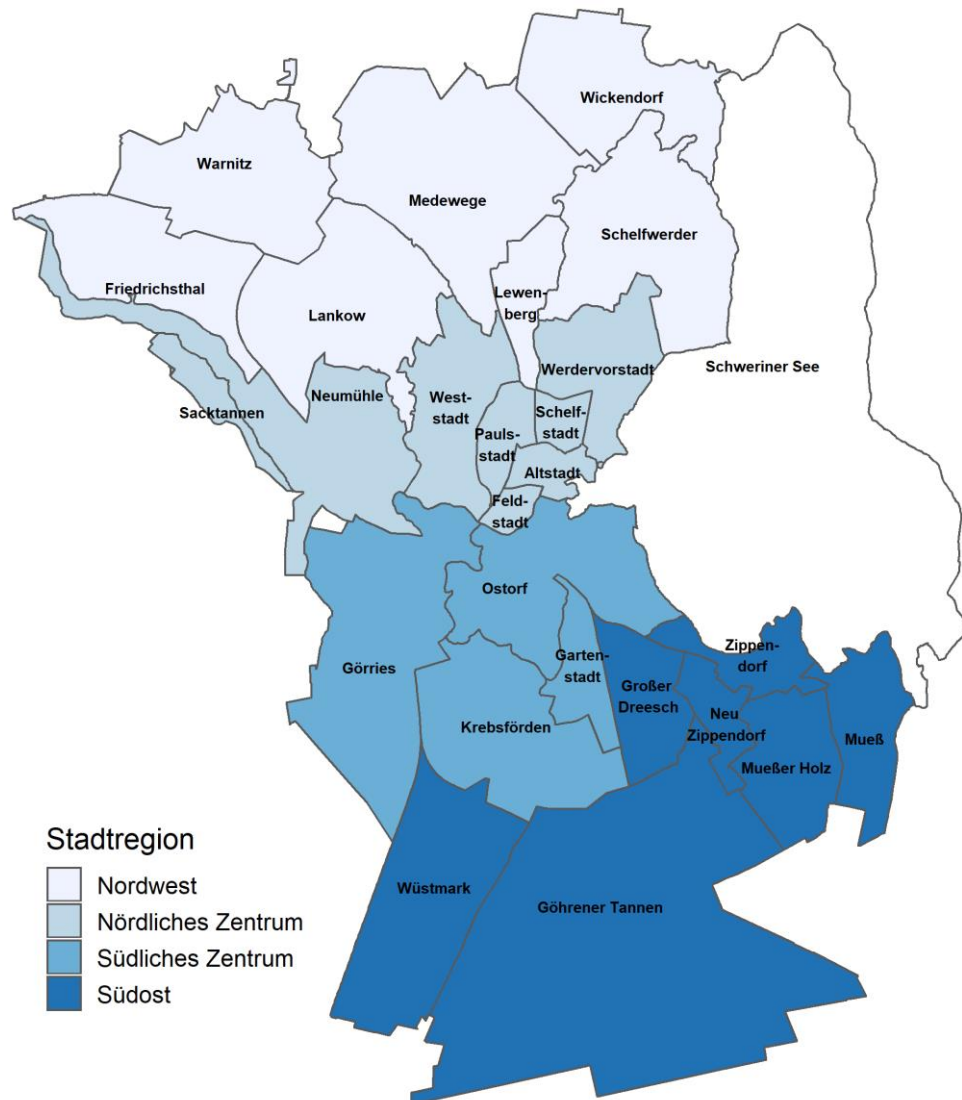 Wickendorf
Warnitz
Medewege
Schelfwerder
Friedrichsthal
Lewen-
berg
Lankow
Schweriner See
Werdervorstadt
Neumühle
West-
stadt
Sacktannen
Schelf-
stadt
Pauls-
stadt
Altstadt
Feld-
stadt
Ostorf
Zippen-
dorf
Garten-
stadt
Görries
Großer
Dreesch
Neu
Zippendorf
Krebsförden
Mueß
Mueßer Holz
Stadtregion
Nordwest
Nördliches Zentrum
Südliches Zentrum
Südost
Wüstmark
Göhrener Tannen